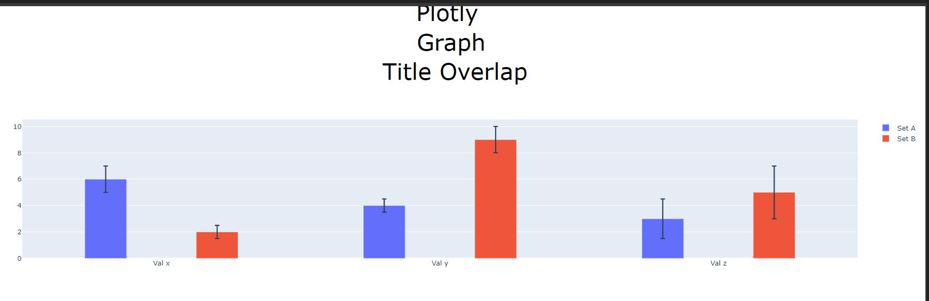 Plotly
Graph
Title Overlap
10
8
6
4
2
0
Val x
Val y
Val z
Set A
Set B